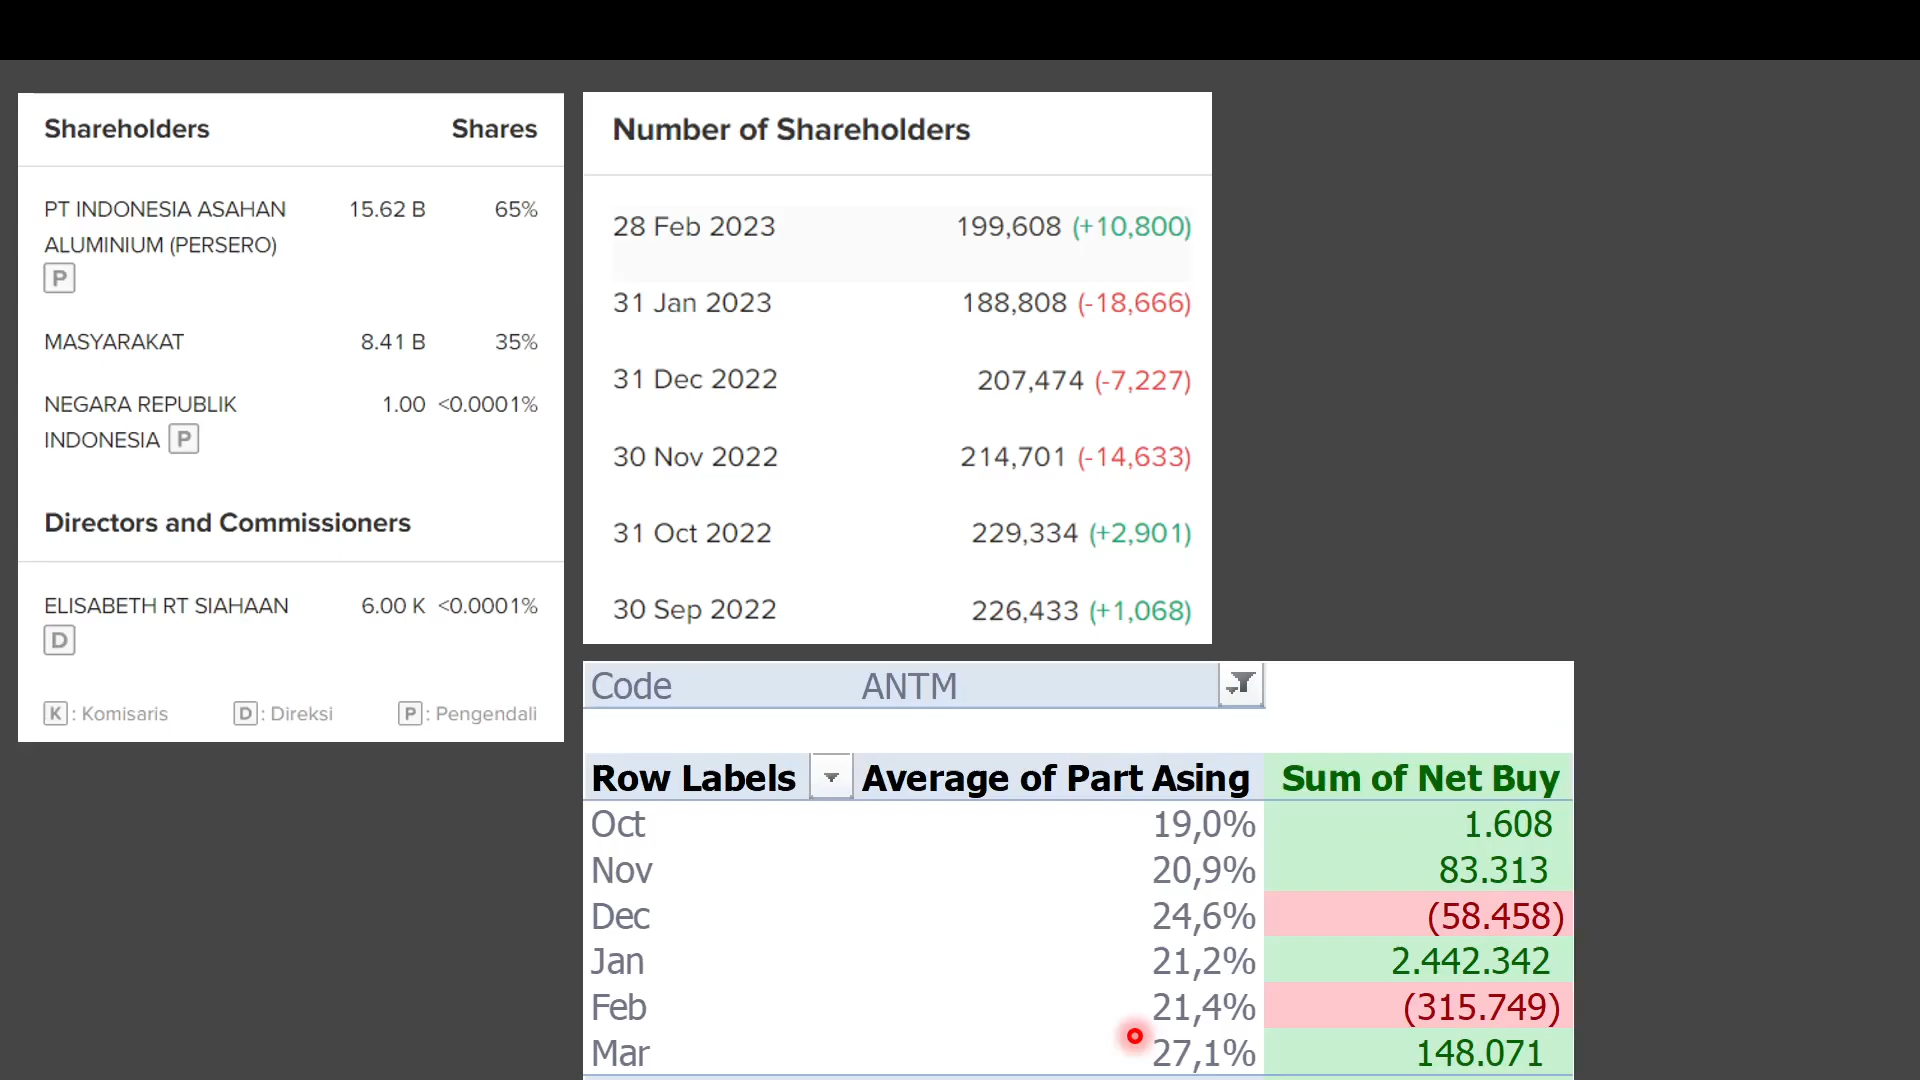 Shareholders Shares
PT INDONESIA ASAHAN 15.62 B 65%
ALUMINIUM (PERSERO)
P
MASYARAKAT 8.41 B 35%
NEGARA REPUBLIK 1.00 <0.0001%
INDONESIA P
Directors and Commissioners
ELISABETH RT SIAHAAN 6.00 K <0.0001%
D
K : Komisaris D : Direksi P : Pengendali
Number of Shareholders
28 Feb 2023 199,608 (+10,800)
31 Jan 2023 188,808 (-18,666)
31 Dec 2022 207,474 (-7,227)
30 Nov 2022 214,701 (-14,633)
31 Oct 2022 229,334 (+2,901)
30 Sep 2022 226,433 (+1,068)
Code ANTM
Row Labels Average of Part Asing Sum of Net Buy
Oct 19,0% 1.608
Nov 20,9% 83.313
Dec 24,6% (58.458)
Jan 21,2% 2.442.342
Feb 21,4% (315.749)
Mar 27,1% 148.071